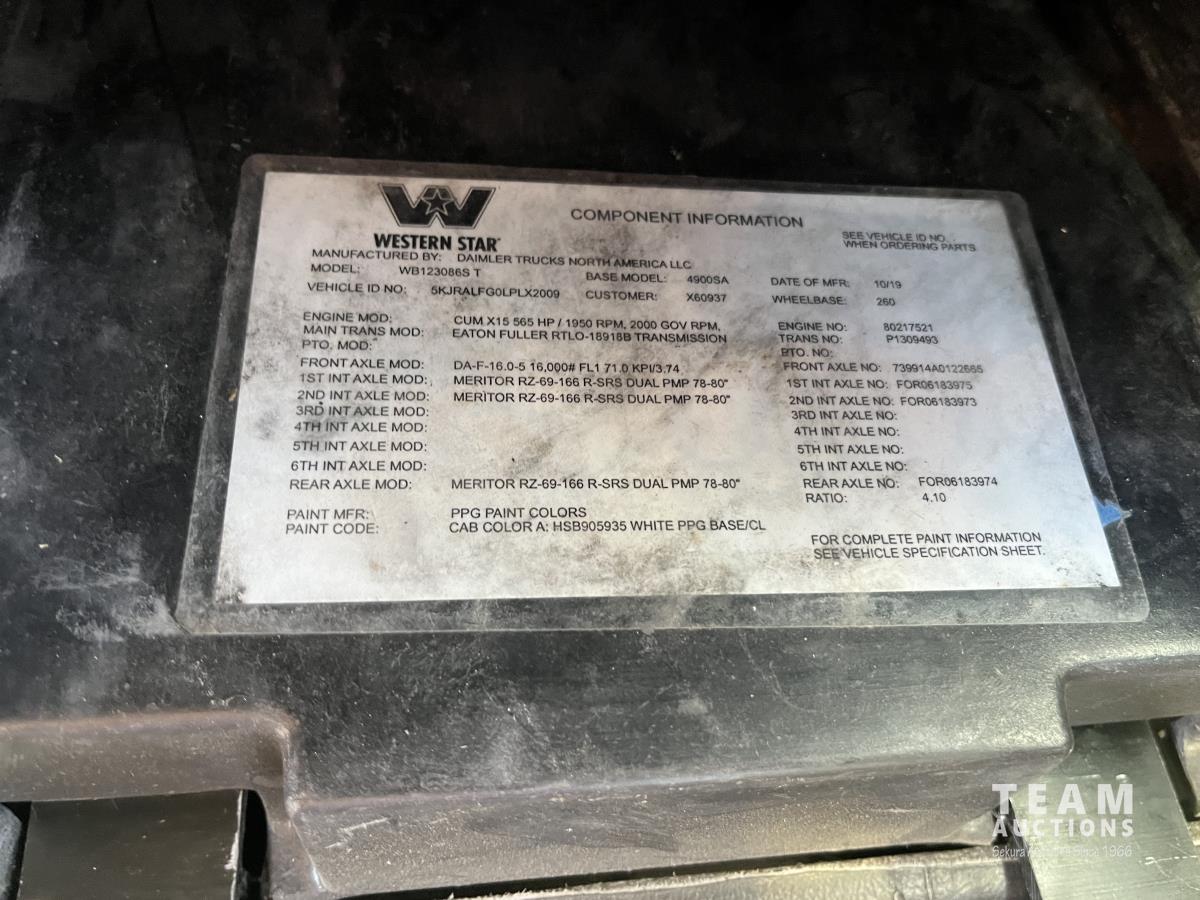 COMPONENT INFORMATION
WESTERN STAR
SEE VEHICLE ID NO.
WHEN ORDERING PARTS
MANUFACTURED BY: DAIMLER TRUCKS NORTH AMERICA LLC
MODEL: WB123086S T BASE MODEL: 4900SA DATE OF MFR: 10/19
VEHICLE ID NO: 5KJRALFG0LPLX2009 CUSTOMER: X60937 WHEELBASE: 260
ENGINE MOD: CUM X15 565 HP / 1950 RPM, 2000 GOV RPM, ENGINE NO: 80217521
MAIN TRANS MOD: EATON FULLER RTLO-18918B TRANSMISSION TRANS NO: P1309493
PTO. MOD: PTO. NO:
FRONT AXLE MOD: DA-F-16.0-5 16,000# FL1 71.0 KPI/3.74 FRONT AXLE NO: 739914A0122665
1ST INT AXLE MOD: MERITOR RZ-69-166 R-SRS DUAL PMP 78-80" 1ST INT AXLE NO: FOR06183975
2ND INT AXLE MOD: MERITOR RZ-69-166 R-SRS DUAL PMP 78-80" 2ND INT AXLE NO: FOR06183973
3RD INT AXLE MOD: 3RD INT AXLE NO:
4TH INT AXLE MOD: 4TH INT AXLE NO:
5TH INT AXLE MOD: 5TH INT AXLE NO:
6TH INT AXLE MOD: 6TH INT AXLE NO:
REAR AXLE MOD: MERITOR RZ-69-166 R-SRS DUAL PMP 78-80" REAR AXLE NO: FOR06183974
RATIO: 4.10
PAINT MFR: PPG PAINT COLORS
PAINT CODE: CAB COLOR A: HSB905935 WHITE PPG BASE/CL
FOR COMPLETE PAINT INFORMATION
SEE VEHICLE SPECIFICATION SHEET.
TEAM
AUCTIONS
Since 1966